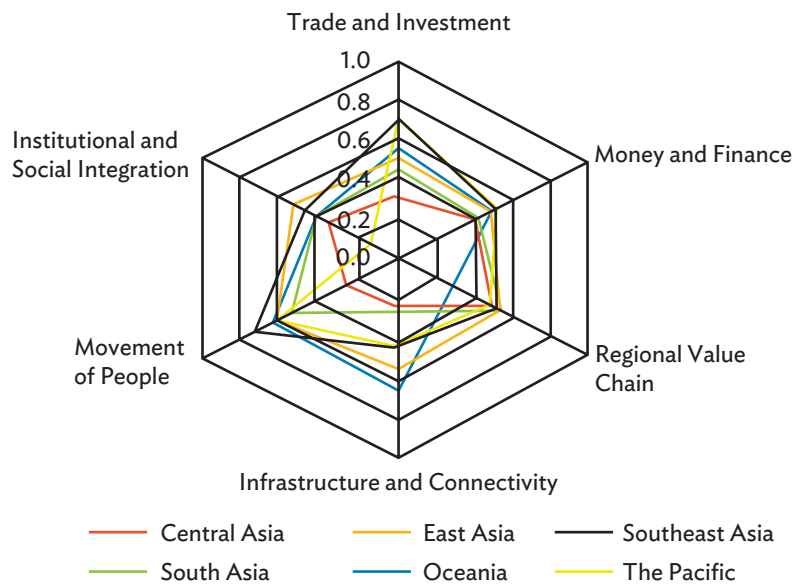 Trade and Investment
1.0
0.8
0.6
0.4
0.2
0.0
Institutional and
Social Integration
Money and Finance
Movement
of People
Regional Value
Chain
Infrastructure and Connectivity
Central Asia
East Asia
Southeast Asia
South Asia
Oceania
The Pacific